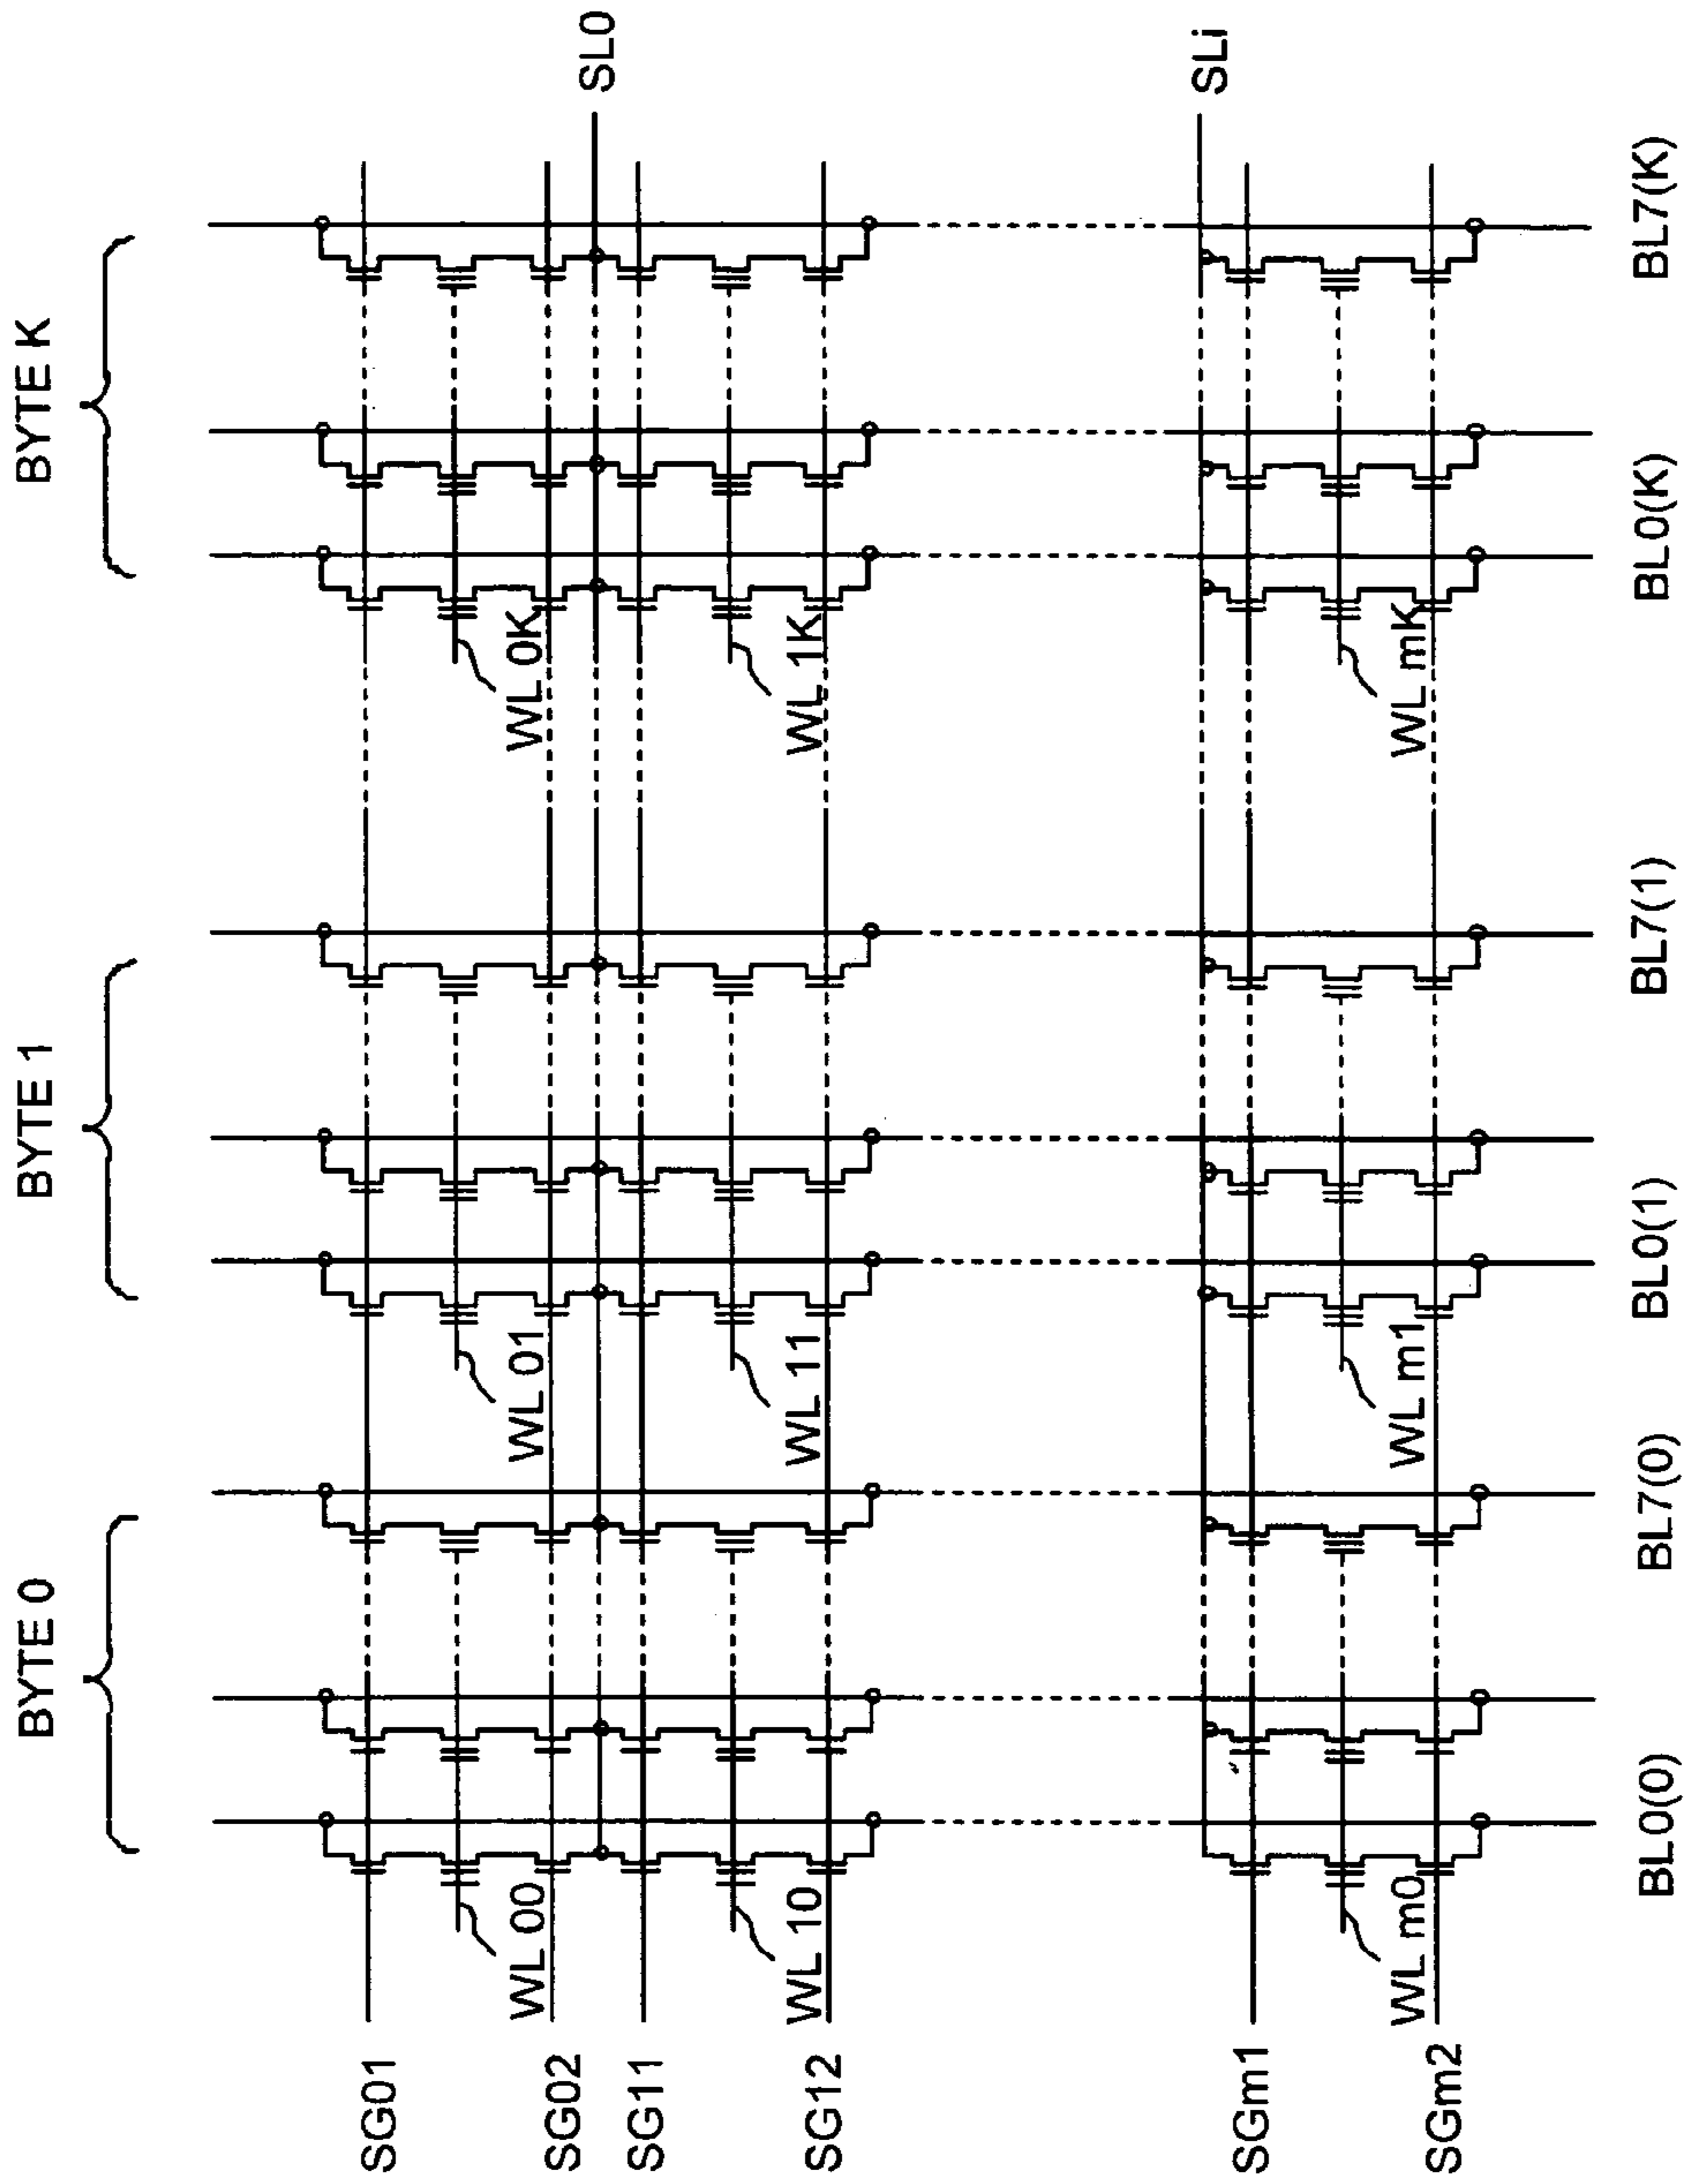 BYTE 0
BYTE 1
BYTE K
SG01
WL 00
WL 01
WL 0K
SG02
SL0
SG11
WL 10
WL 11
WL 1K
SG12
SLi
SGm1
WL m0
WL m1
WL mK
SGm2
BL0(0)
BL7(0)
BL0(1)
BL7(1)
BL0(K)
BL7(K)